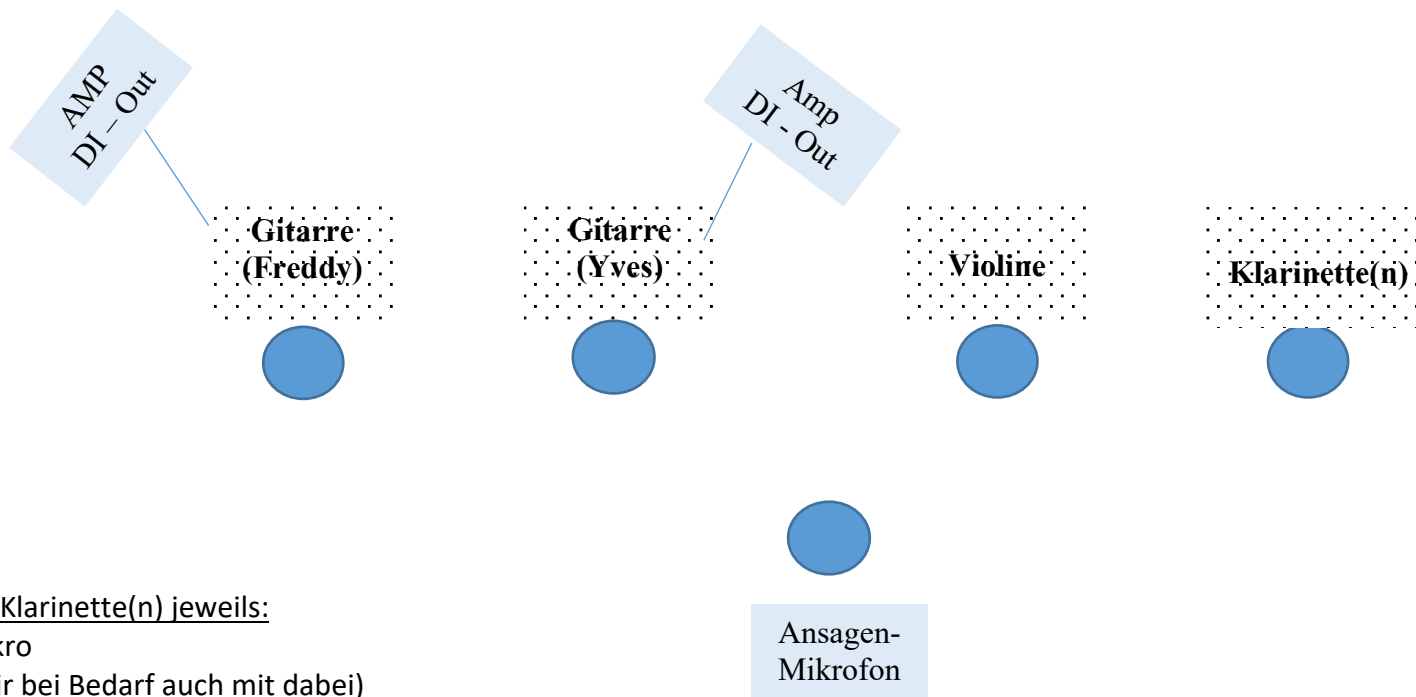 AMP
DI – Out
Amp
DI - Out
Gitarre
(Freddy)
Gitarre
(Yves)
Violine
Klarinette(n)
Klarinette(n) jeweils:
kro
ir bei Bedarf auch mit dabei)
Ansagen-
Mikrofon